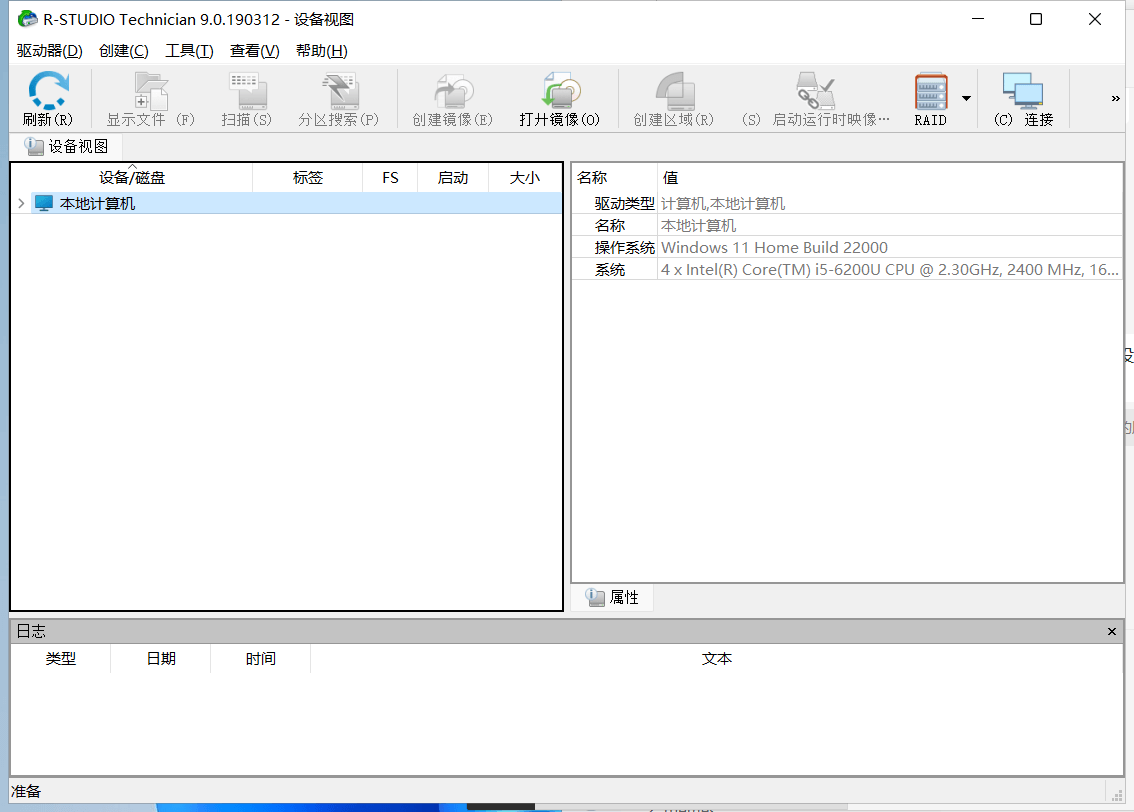 R-STUDIO Technician 9.0.190312 - 设备视图
驱动器(D) 创建(C) 工具(T) 查看(V) 帮助(H)
刷新(R) 显示文件 (F) 扫描(S) 分区搜索(P) 创建镜像(E) 打开镜像(O) 创建区域(R) (S) 启动运行时映像… RAID (C) 连接 »
设备视图
设备/磁盘 标签 FS 启动 大小
本地计算机
名称 值
驱动类型 计算机,本地计算机
名称 本地计算机
操作系统 Windows 11 Home Build 22000
系统 4 x Intel(R) Core(TM) i5-6200U CPU @ 2.30GHz, 2400 MHz, 16...
属性
日志
类型 日期 时间 文本
准备